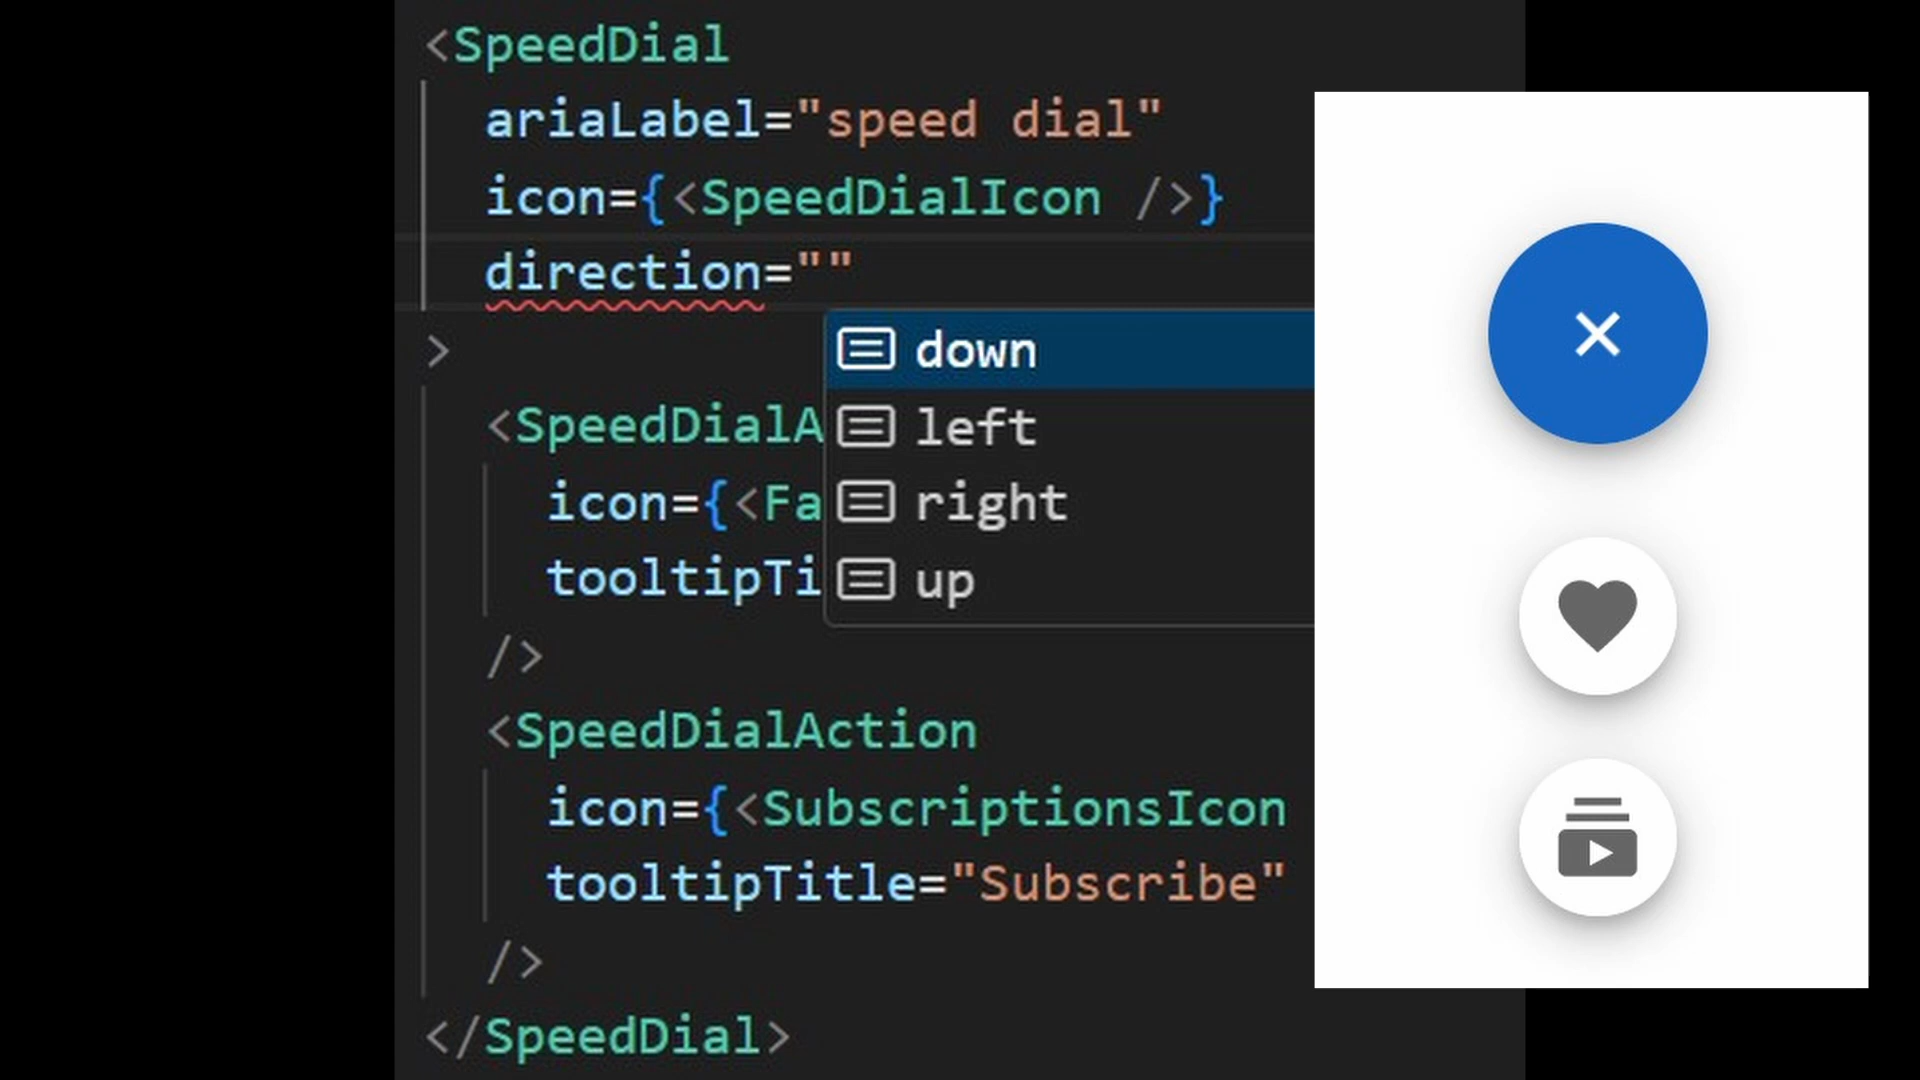 <SpeedDial
ariaLabel="speed dial"
icon={<SpeedDialIcon />}
direction=""
>
down
left
right
up
<SpeedDialA
icon={<Fa
tooltipTi
/>
<SpeedDialAction
icon={<SubscriptionsIcon
tooltipTitle="Subscribe"
/>
</SpeedDial>